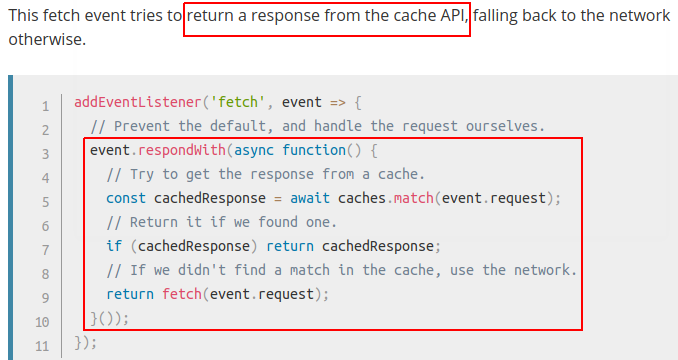 This fetch event tries to return a response from the cache API, falling back to the network
otherwise.
1 addEventListener('fetch', event => {
2 // Prevent the default, and handle the request ourselves.
3 event.respondWith(async function() {
4 // Try to get the response from a cache.
5 const cachedResponse = await caches.match(event.request);
6 // Return it if we found one.
7 if (cachedResponse) return cachedResponse;
8 // If we didn't find a match in the cache, use the network.
9 return fetch(event.request);
10 }());
11 });